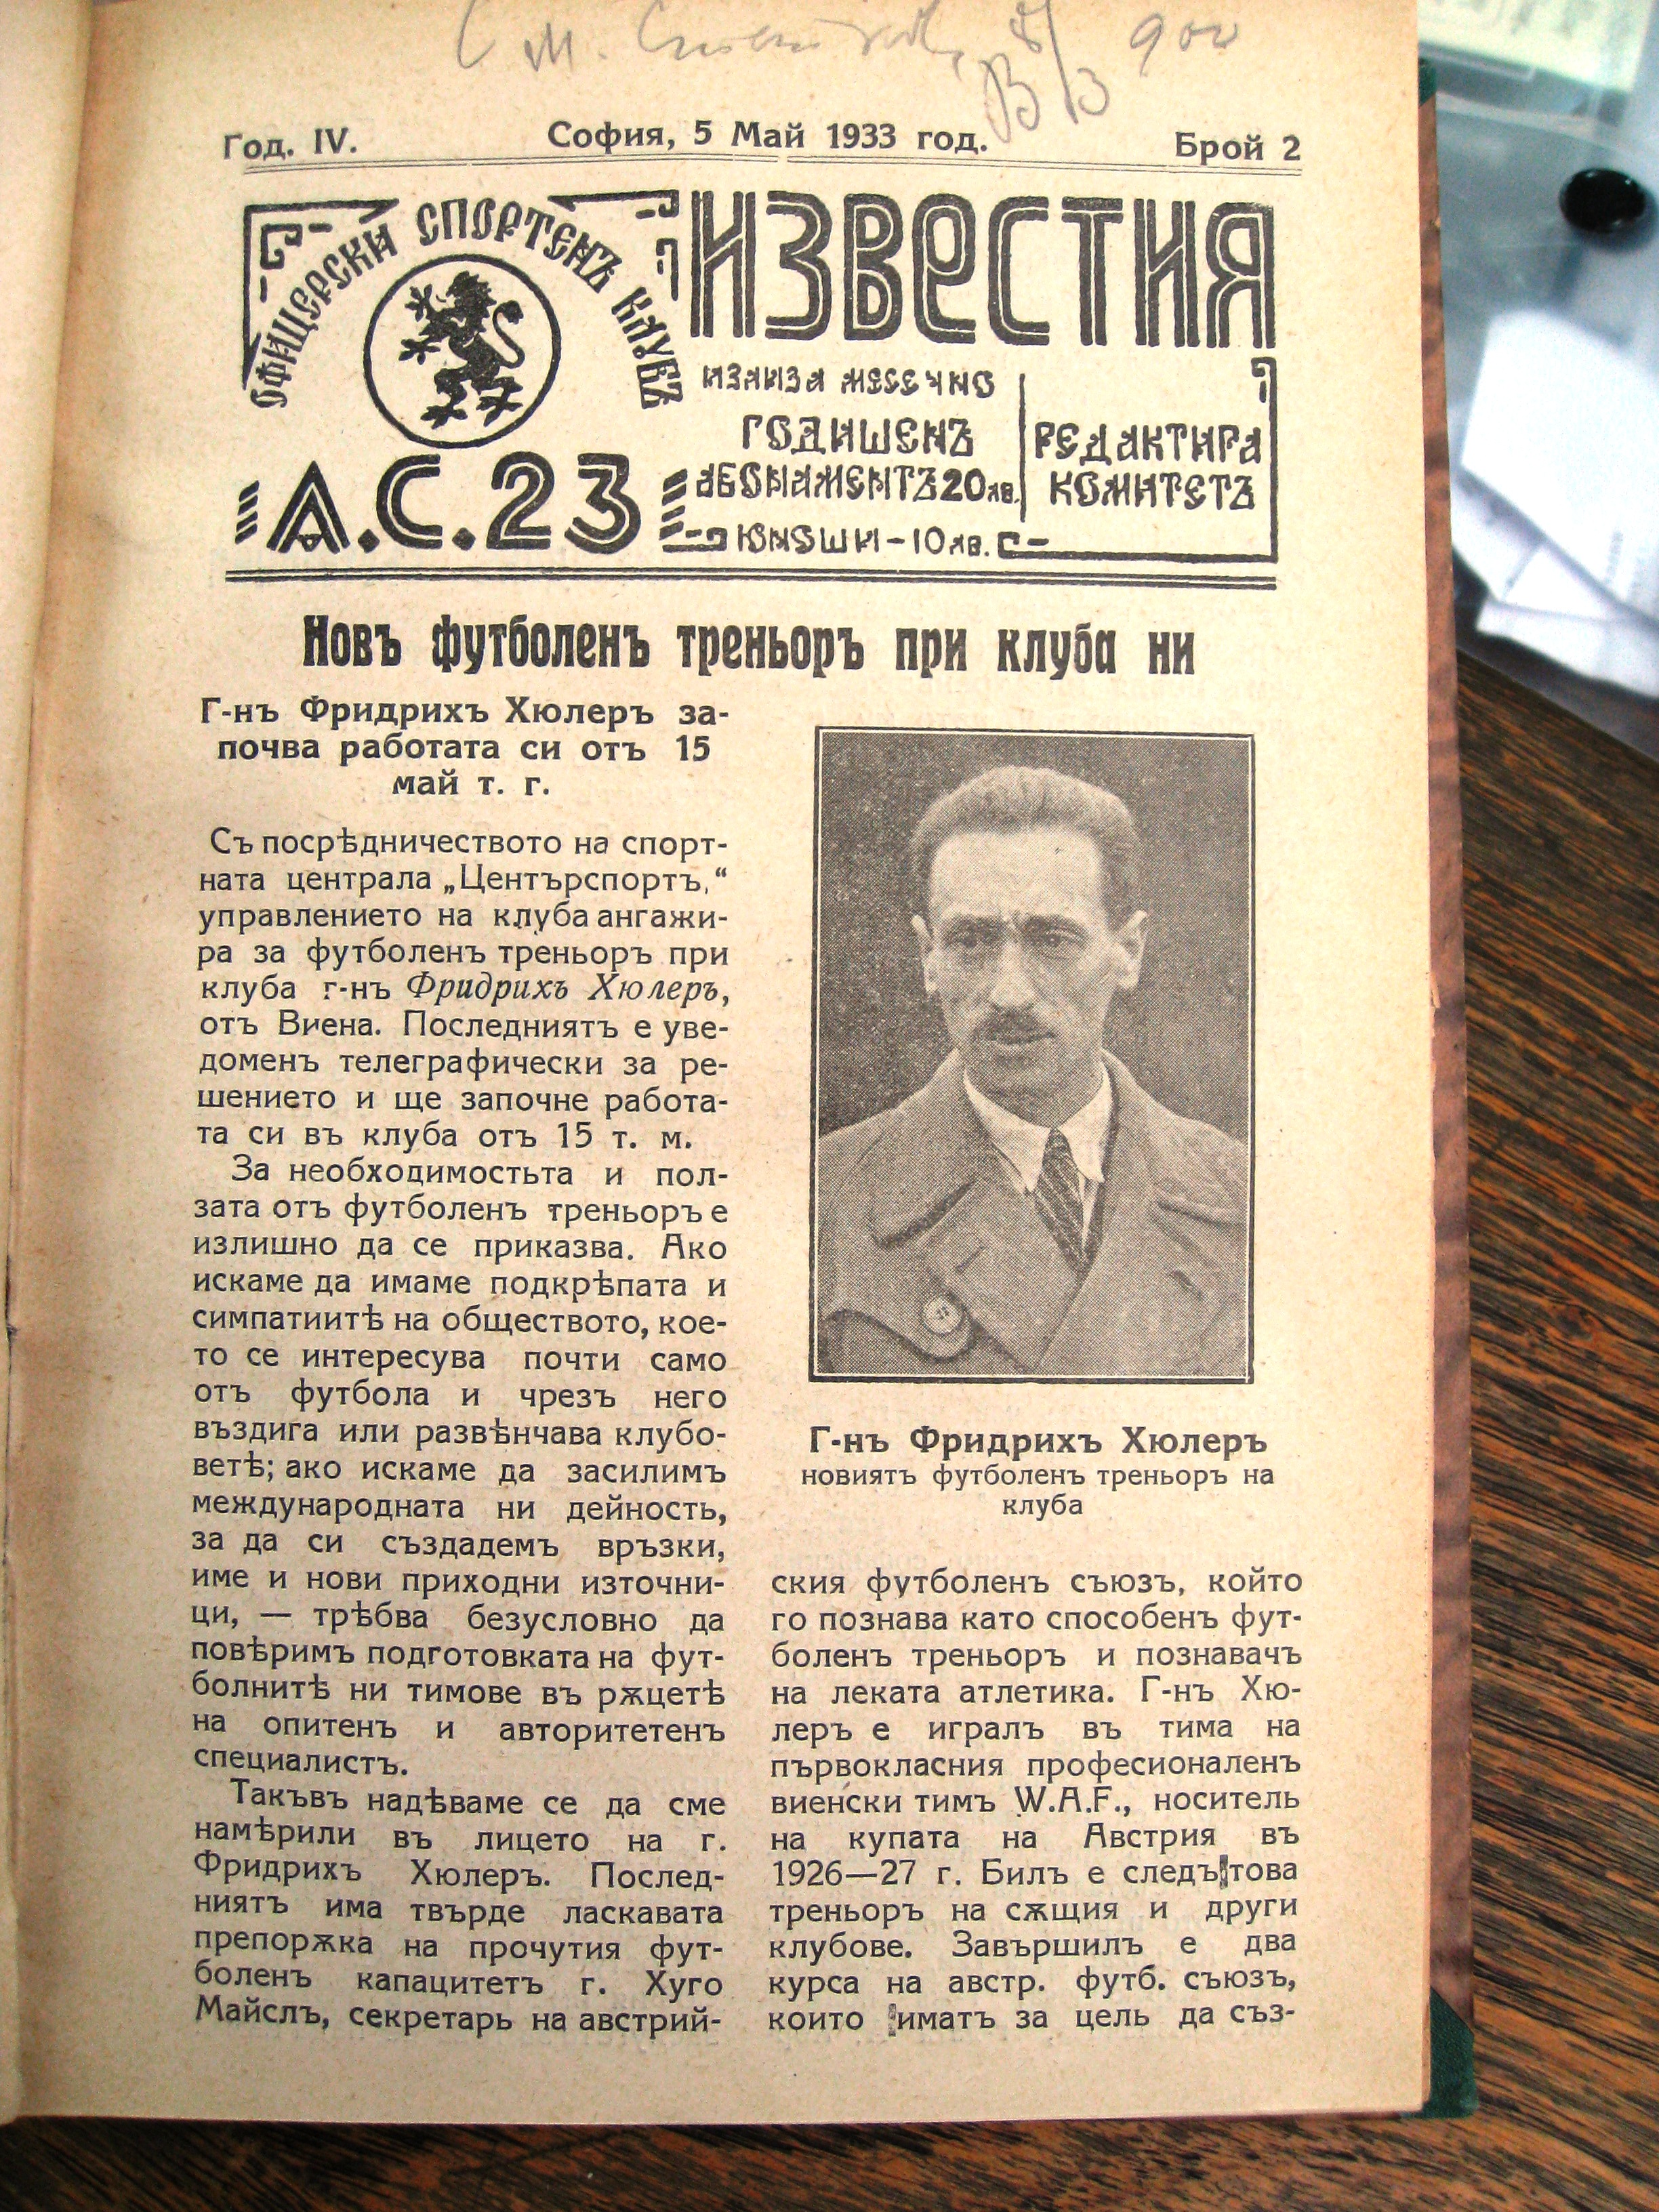 Год. IV.
София, 5 Май 1933 год.
Брой 2
ОФИЦЕРСКИ СПОРТЕНЪ КЛУБЪ
А.С.23
ИЗВЕСТИЯ
ИЗЛИЗА МЕСЕЧНО
ГОДИШЕНЪ
АБОНАМЕНТЪ 20 лв.
ЮНОШИ - 10 лв.
РЕДАКТИРА
КОМИТЕТЪ
Новъ футболенъ треньоръ при клуба ни
Г-нъ Фридрихъ Хюлеръ за-
почва работата си отъ 15
май т. г.
Съ посрѣдничеството на спорт-
ната централа „Центърспортъ,“
управлението на клуба ангажи-
ра за футболенъ треньоръ при
клуба г-нъ Фридрихъ Хюлеръ,
отъ Виена. Последниятъ е уве-
доменъ телеграфически за ре-
шението и ще започне работа-
та си въ клуба отъ 15 т. м.
За необходимостьта и пол-
зата отъ футболенъ треньоръ е
излишно да се приказва. Ако
искаме да имаме подкрѣпата и
симпатиитѣ на обществото, кое-
то се интересува почти само
отъ футбола и чрезъ него
въздига или развѣнчава клубо-
ветѣ; ако искаме да засилимъ
международната ни дейность,
за да си създадемъ връзки,
име и нови приходни източни-
ци, — трѣбва безусловно да
повѣримъ подготовката на фут-
болнитѣ ни тимове въ рѫцетѣ
на опитенъ и авторитетенъ
специалистъ.
Такъвъ надѣваме се да сме
намѣрили въ лицето на г.
Фридрихъ Хюлеръ. Послед-
ниятъ има твърде ласкавата
препорѫка на прочутия фут-
боленъ капацитетъ г. Хуго
Майслъ, секретарь на австрий-
Г-нъ Фридрихъ Хюлеръ
новиятъ футболенъ треньоръ на
клуба
ския футболенъ съюзъ, който
го познава като способенъ фут-
боленъ треньоръ и познавачъ
на леката атлетика. Г-нъ Хю-
леръ е игралъ въ тима на
първокласния професионаленъ
виенски тимъ W.A.F., носитель
на купата на Австрия въ
1926—27 г. Билъ е следъ това
треньоръ на сѫщия и други
клубове. Завършилъ е два
курса на австр. футб. съюзъ,
които иматъ за цель да съз-